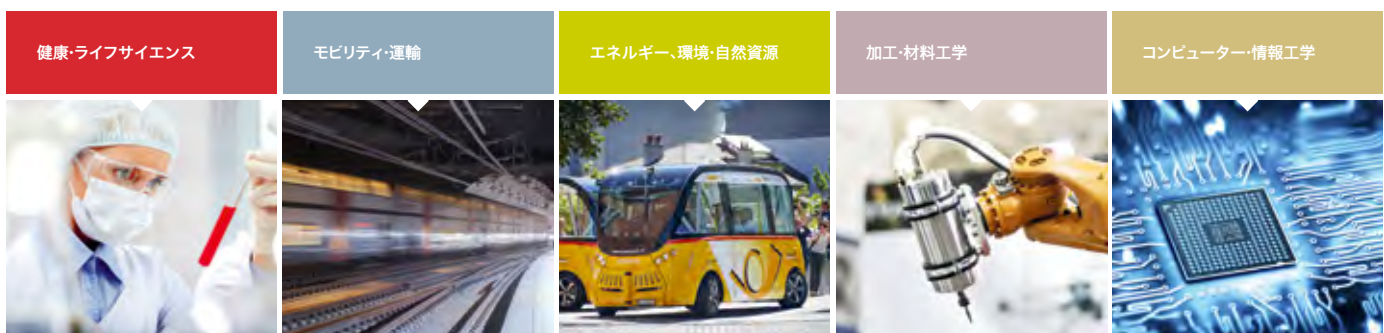 健康・ライフサイエンス
モビリティ・運輸
エネルギー、環境・自然資源
加工・材料工学
コンピューター・情報工学